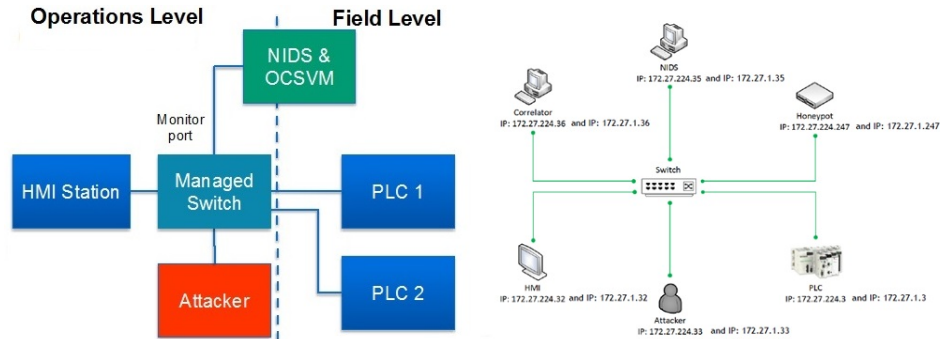 Operations Level
Field Level
NIDS &
OCSVM
Monitor
port
HMI Station
Managed
Switch
PLC 1
Attacker
PLC 2
NIDS
IP: 172.27.224.35 and IP: 172.27.1.35
Correlator
IP: 172.27.224.36 and IP: 172.27.1.36
Honeypot
IP: 172.27.224.247 and IP: 172.27.1.247
Switch
HMI
IP: 172.27.224.32 and IP: 172.27.1.32
PLC
IP: 172.27.224.3 and IP: 172.27.1.3
Attacker
IP: 172.27.224.33 and IP: 172.27.1.33